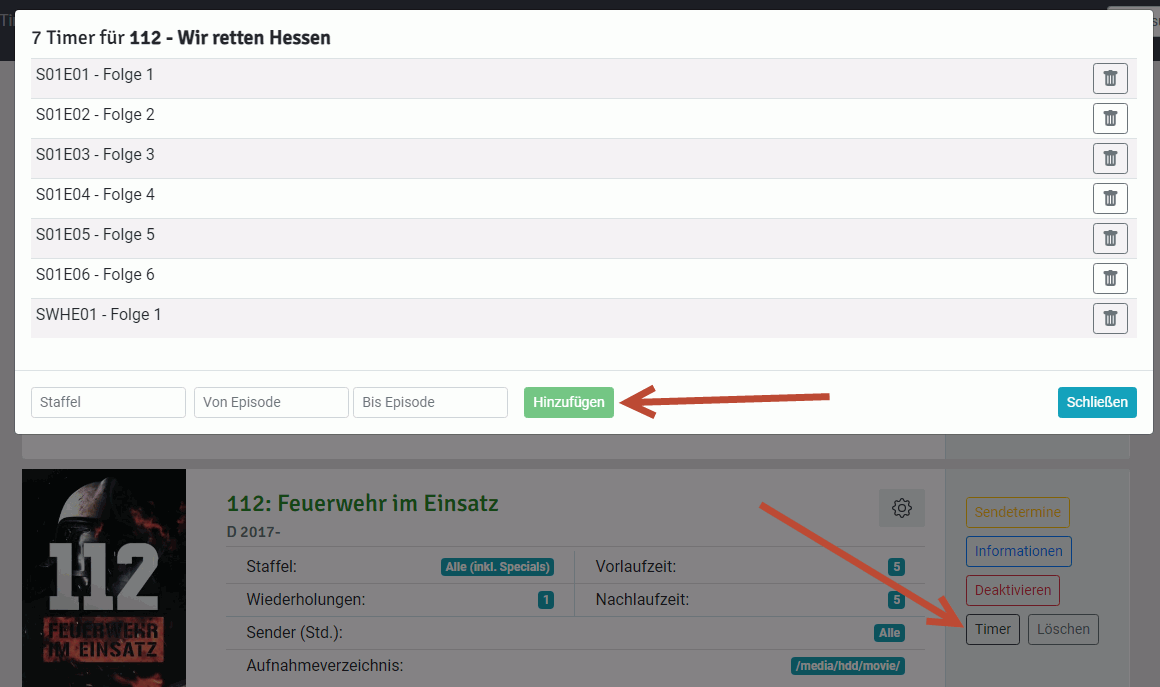 7 Timer für 112 - Wir retten Hessen
S01E01 - Folge 1
S01E02 - Folge 2
S01E03 - Folge 3
S01E04 - Folge 4
S01E05 - Folge 5
S01E06 - Folge 6
SWHE01 - Folge 1
Staffel Von Episode Bis Episode Hinzufügen Schließen
112: Feuerwehr im Einsatz
D 2017-
Staffel: Alle (inkl. Specials) Vorlaufzeit: 5
Wiederholungen: 1 Nachlaufzeit: 5
Sender (Std.): Alle
Aufnahmeverzeichnis: /media/hdd/movie/
Sendetermine
Informationen
Deaktivieren
Timer Löschen
112
FEUERWEHR
IM EINSATZ